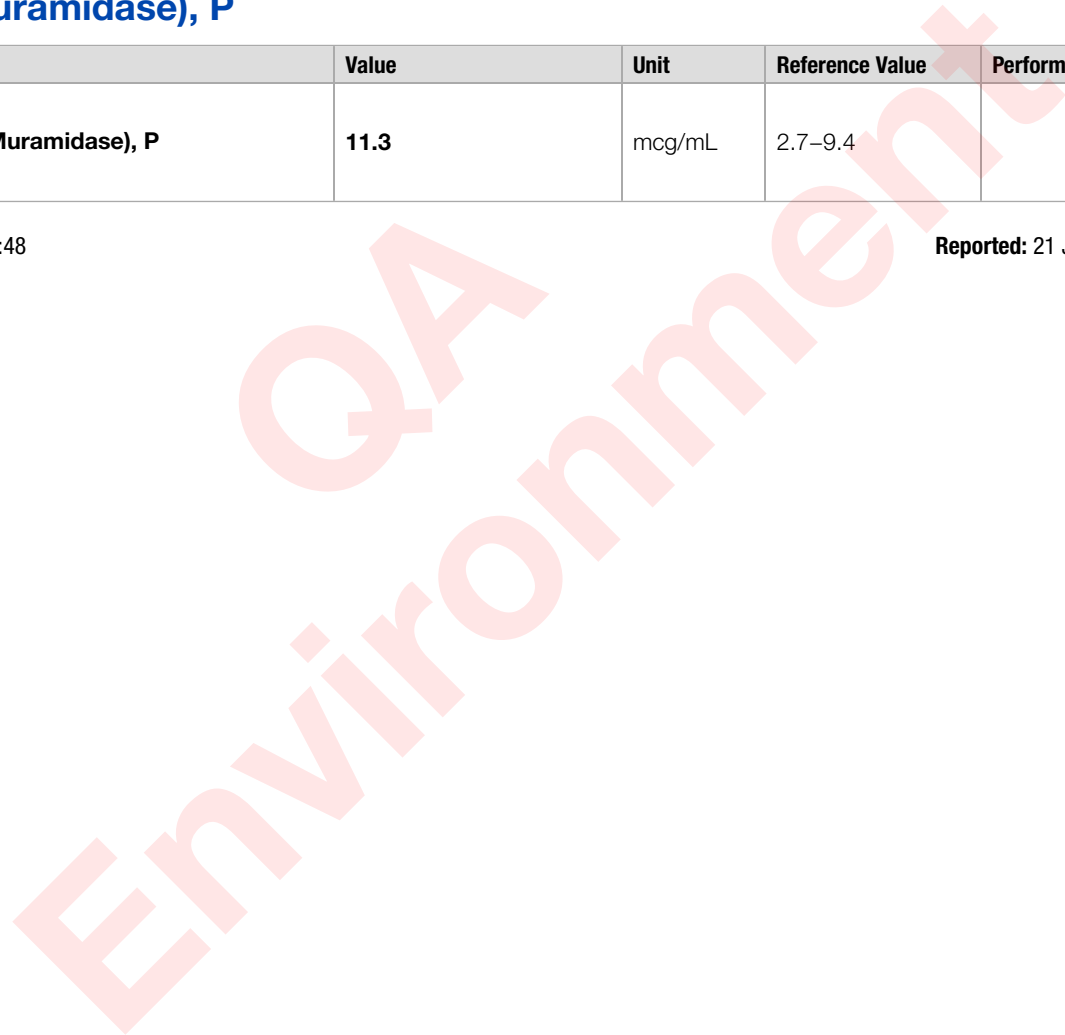 uramidase), P
Value Unit Reference Value Perform
Muramidase), P 11.3 mcg/mL 2.7–9.4
:48 Reported: 21 J
QA
Environment